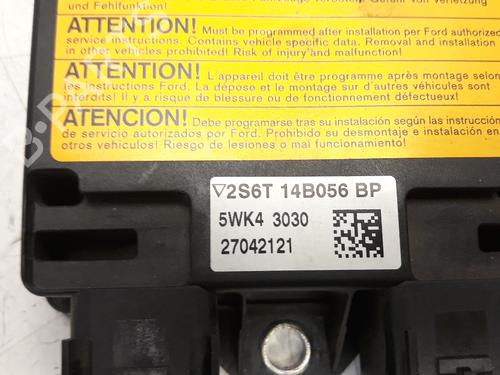 und Fehlfunktion!
ATTENTION! Must be programmed after installation per Ford authorized
service instructions. Contains vehicle specific data. Removal and installation
in other vehicles prohibited! Risk of injury and malfunction!
ATTENTION! L'appareil doit être programme après montage selon
les instructions Ford. La dépose et le montage sur d'autres véhicules sont
interdits! Il y a risque de blessure ou de fonctionnement défectueux!
ATENCION! Debe ser programado tras su instalación según las instrucción
de servicio autorizados por Ford. Prohibido su desmontaje e instalación en
otros vehículos! Riesgo de lesiones o mal funcionamiento!
▽2S6T 14B056 BP
5WK4 3030
27042121